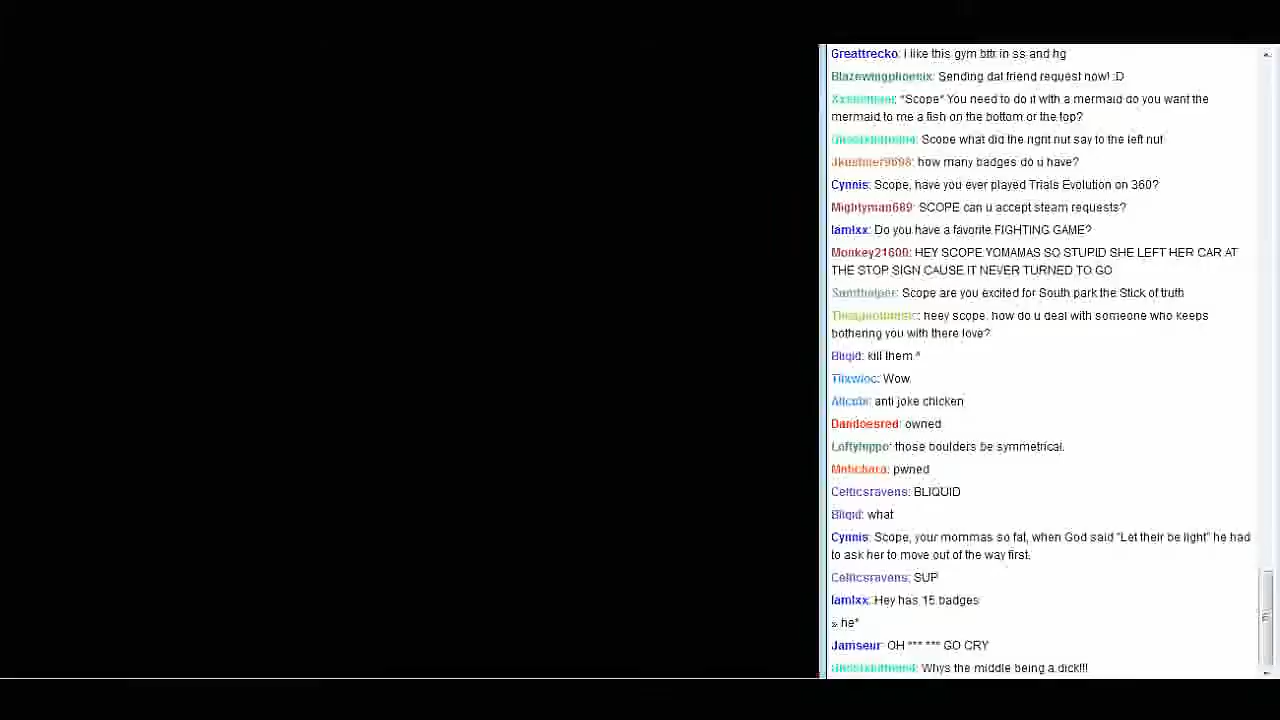 Greattrecko: I like this gym bttr in ss and hg
Blazewingphoenix: Sending dat friend request now! :D
*Scope* You need to do it with a mermaid do you want the
mermaid to me a fish on the bottom or the top?
Scope what did the right nut say to the left nut
how many badges do u have?
Cynnis: Scope, have you ever played Trials Evolution on 360?
Mightyman689: SCOPE can u accept steam requests?
Iamlxx: Do you have a favorite FIGHTING GAME?
Monkey21600: HEY SCOPE YOMAMAS SO STUPID SHE LEFT HER CAR AT
THE STOP SIGN CAUSE IT NEVER TURNED TO GO
Scope are you excited for South park the Stick of truth
heey scope. how do u deal with someone who keeps
bothering you with there love?
Bliqid: kill them ^
Wow.
anti joke chicken
Dandoesred: owned
Loftyhippo: those boulders be symmetrical.
pwned
Celticsravens: BLIQUID
Bliqid: what
Cynnis: Scope, your mommas so fat, when God said "Let their be light" he had
to ask her to move out of the way first.
Celticsravens: SUP
Iamlxx: Hey has 15 badges
» he*
Jamseur: OH *** *** GO CRY
Whys the middle being a dick!!!